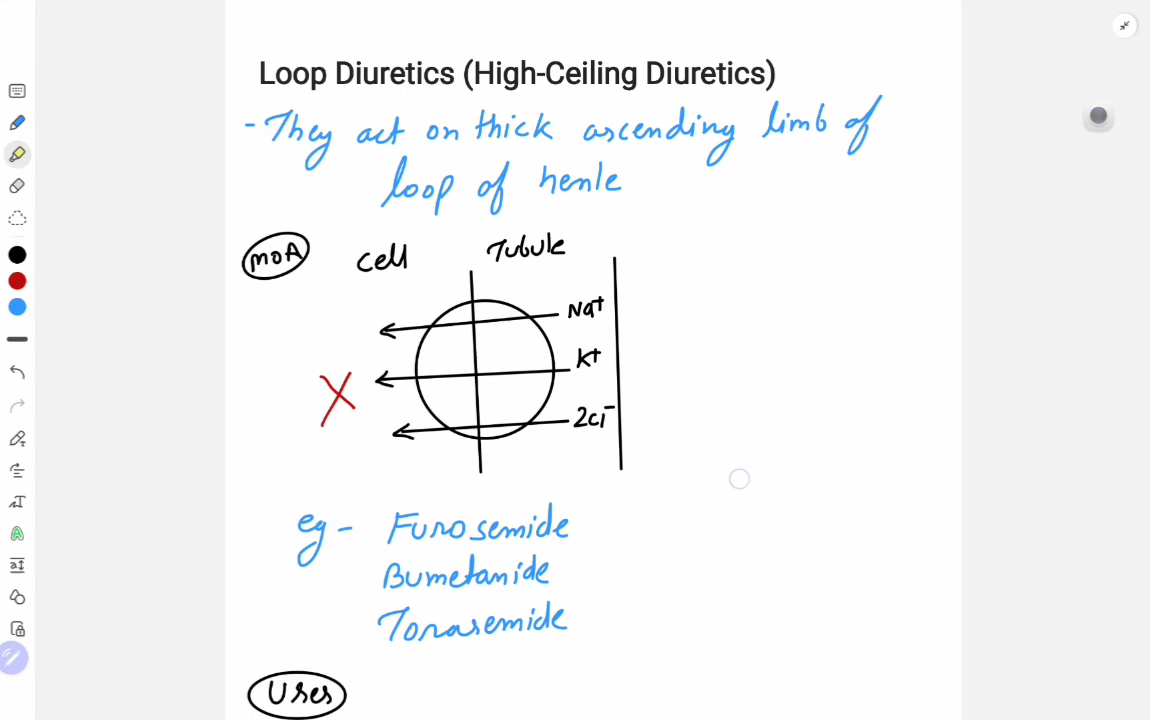 Loop Diuretics (High-Ceiling Diuretics)
- They act on thick ascending limb of
loop of henle
MOA
cell Tubule
Na+
K+
2Cl-
eg - Furosemide
Bumetanide
Torasemide
Uses